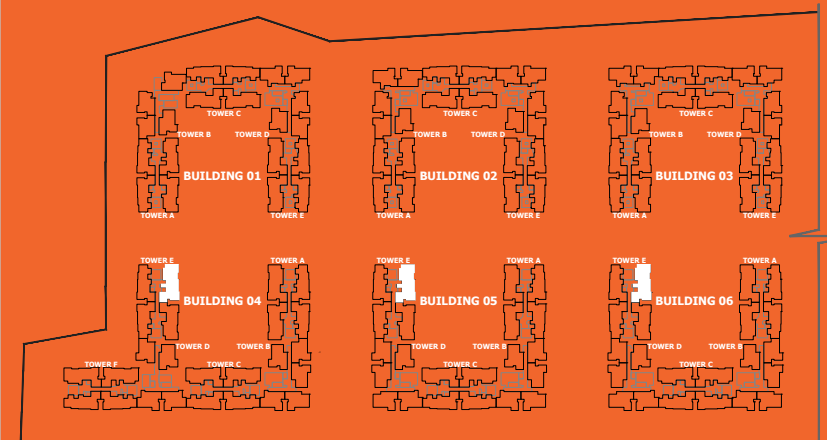 TOWER C TOWER C TOWER C
TOWER B TOWER D TOWER B TOWER D TOWER B TOWER D
BUILDING 01 BUILDING 02 BUILDING 03
TOWER A TOWER E TOWER A TOWER E TOWER A TOWER E
TOWER E TOWER A TOWER E TOWER A TOWER E TOWER A
BUILDING 04 BUILDING 05 BUILDING 06
TOWER D TOWER B TOWER D TOWER B TOWER D TOWER B
TOWER F TOWER C TOWER C TOWER C